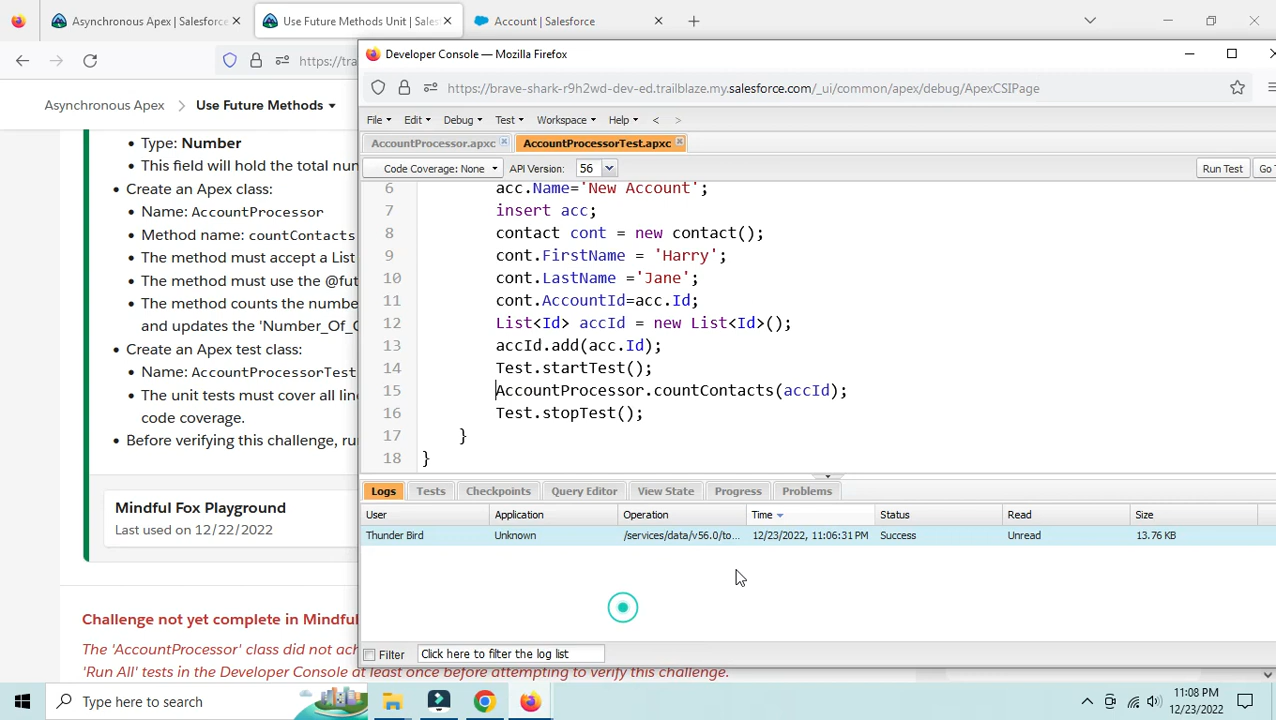 Asynchronous Apex | Salesforce
Use Future Methods Unit | Sales
Account | Salesforce
Developer Console — Mozilla Firefox
https://tra
https://brave-shark-r9h2wd-dev-ed.trailblaze.my.salesforce.com/_ui/common/apex/debug/ApexCSIPage
Asynchronous Apex > Use Future Methods
File Edit Debug Test Workspace Help < >
AccountProcessor.apxc
AccountProcessorTest.apxc
Code Coverage: None API Version: 56 Run Test Go
Type: Number
This field will hold the total nu
Create an Apex class:
Name: AccountProcessor
Method name: countContacts
The method must accept a List
The method must use the @fu
The method counts the numbe
and updates the 'Number_Of_
Create an Apex test class:
Name: AccountProcessorTest
The unit tests must cover all lin
code coverage.
Before verifying this challenge, ru
6 acc.Name='New Account';
7 insert acc;
8 contact cont = new contact();
9 cont.FirstName = 'Harry';
10 cont.LastName ='Jane';
11 cont.AccountId=acc.Id;
12 List<Id> accId = new List<Id>();
13 accId.add(acc.Id);
14 Test.startTest();
15 AccountProcessor.countContacts(accId);
16 Test.stopTest();
17 }
18 }
Logs Tests Checkpoints Query Editor View State Progress Problems
User Application Operation Time Status Read Size
Thunder Bird Unknown /services/data/v56.0/to... 12/23/2022, 11:06:31 PM Success Unread 13.76 KB
Filter Click here to filter the log list
Mindful Fox Playground
Last used on 12/22/2022
Challenge not yet complete in Mindful
The 'AccountProcessor' class did not ach
'Run All' tests in the Developer Console at least once before attempting to verify this challenge.
Type here to search
11:08 PM
12/23/2022